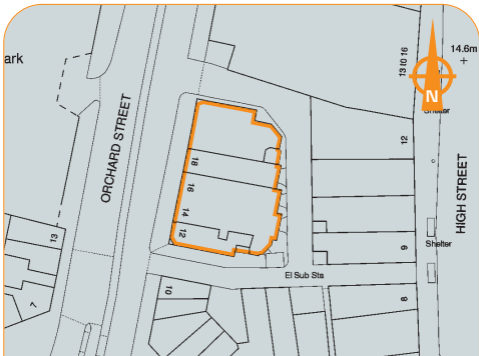 ark
ORCHARD STREET
18
16
14
12
13
7
10
El Sub Sta
13 to 16
14.6m
N
Shelter
12
HIGH STREET
9
Shelter
8